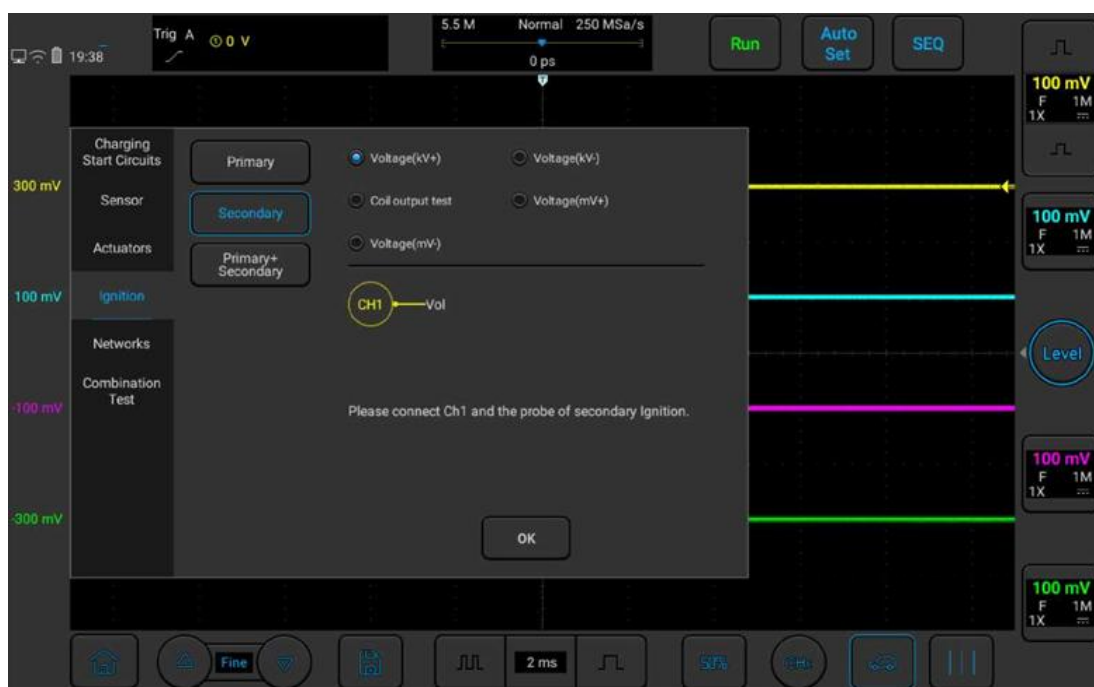 Trig A ① 0 V
19:38
5.5 M Normal 250 MSa/s
0 ps
T
Run
Auto
Set
SEQ
100 mV
F 1M
1X
300 mV
100 mV
-100 mV
-300 mV
Charging
Start Circuits
Sensor
Actuators
Ignition
Networks
Combination
Test
Primary
Secondary
Primary+
Secondary
Voltage(kV+) Voltage(kV-)
Coil output test Voltage(mV+)
Voltage(mV-)
CH1 Vol
Please connect Ch1 and the probe of secondary Ignition.
OK
100 mV
F 1M
1X
Level
100 mV
F 1M
1X
100 mV
F 1M
1X
Fine
2 ms
50%